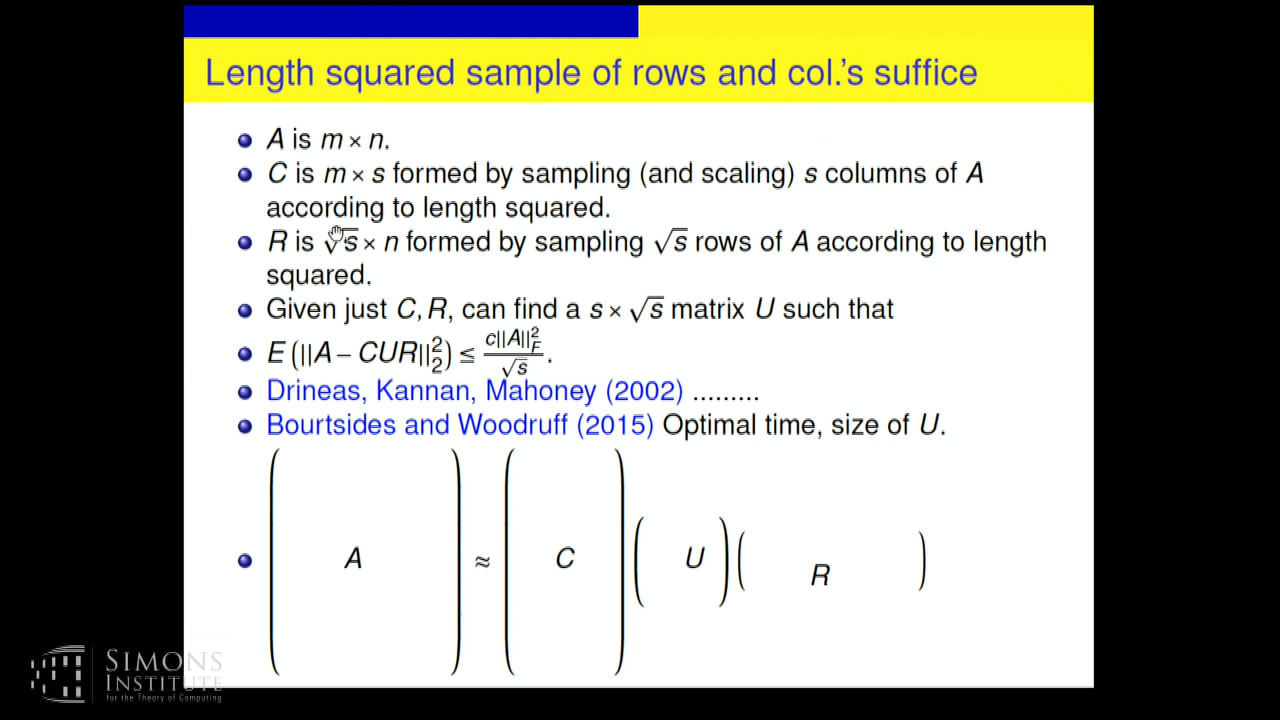 Length squared sample of rows and col.'s suffice
A is m × n.
C is m × s formed by sampling (and scaling) s columns of A
according to length squared.
R is √s × n formed by sampling √s rows of A according to length
squared.
Given just C, R, can find a s × √s matrix U such that
E (||A − CUR||₂²) ≦ c||A||²_F / √s.
Drineas, Kannan, Mahoney (2002) .........
Bourtsides and Woodruff (2015) Optimal time, size of U.
( A ) ≈ ( C ) ( U ) ( R )
SIMONS
INSTITUTE
for the Theory of Computing